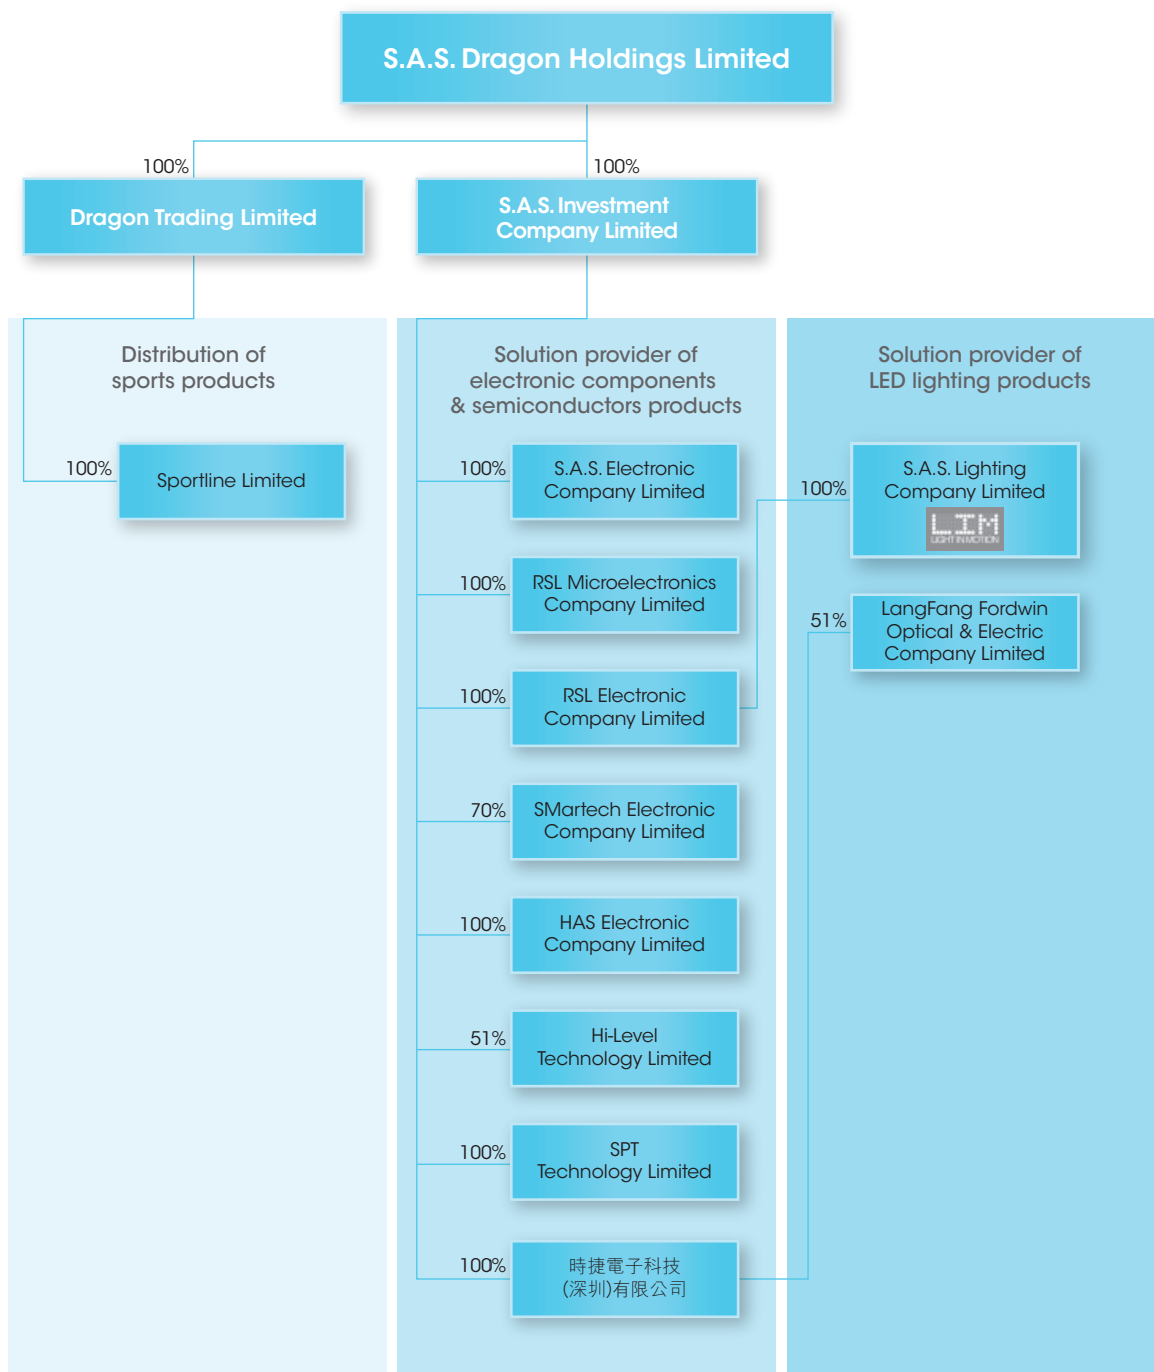 S.A.S. Dragon Holdings Limited
100%
100%
Dragon Trading Limited
S.A.S. Investment
Company Limited
Distribution of
sports products
100%
Sportline Limited
Solution provider of
electronic components
& semiconductors products
100%
S.A.S. Electronic
Company Limited
100%
RSL Microelectronics
Company Limited
100%
RSL Electronic
Company Limited
70%
SMartech Electronic
Company Limited
100%
HAS Electronic
Company Limited
51%
Hi-Level
Technology Limited
100%
SPT
Technology Limited
100%
時捷電子科技
(深圳)有限公司
Solution provider of
LED lighting products
100%
S.A.S. Lighting
Company Limited
LIM
LIGHT IN MOTION
51%
LangFang Fordwin
Optical & Electric
Company Limited